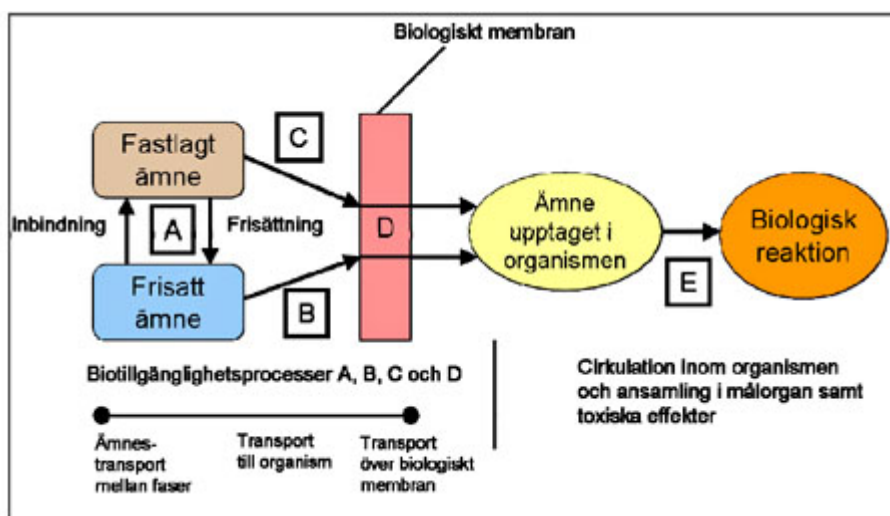 Biologiskt
membran
Fastlagt
ämne
C
Inbindning
A
Frisättning
D
Ämne
upptaget i
organismen
Biologisk
reaktion
E
Frisatt
ämne
B
Biotillgänglighetsprocesser A, B, C och D
Ämnes-
transport
mellan faser
Transport
till organism
Transport
över biologiskt
membran
Cirkulation inom organismen
och ansamling i målorgan samt
toxiska effekter